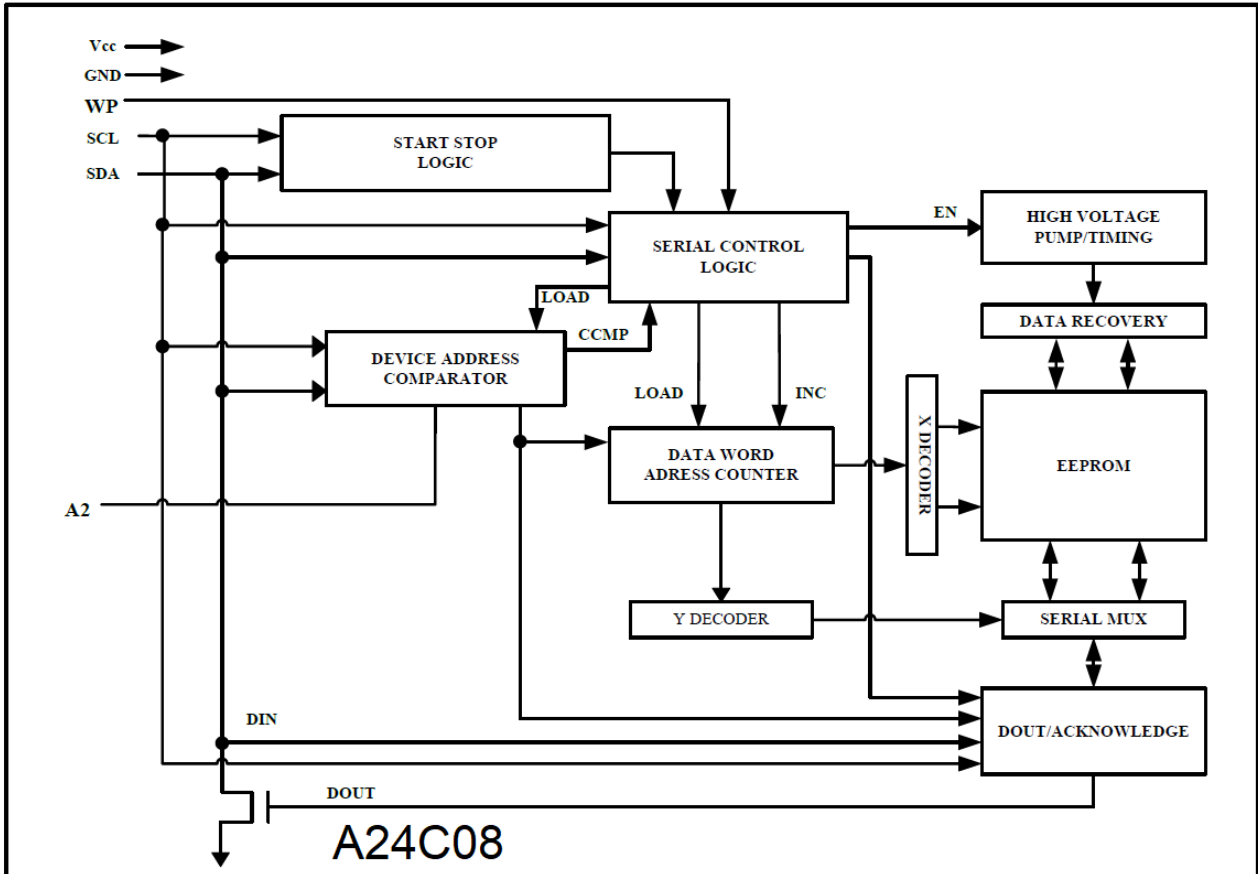 Vcc
GND
WP
SCL
SDA
START STOP
LOGIC
EN
HIGH VOLTAGE
PUMP/TIMING
SERIAL CONTROL
LOGIC
LOAD
CCMP
DATA RECOVERY
DEVICE ADDRESS
COMPARATOR
LOAD
INC
X DECODER
EEPROM
DATA WORD
ADRESS COUNTER
A2
Y DECODER
SERIAL MUX
DIN
DOUT/ACKNOWLEDGE
DOUT
A24C08